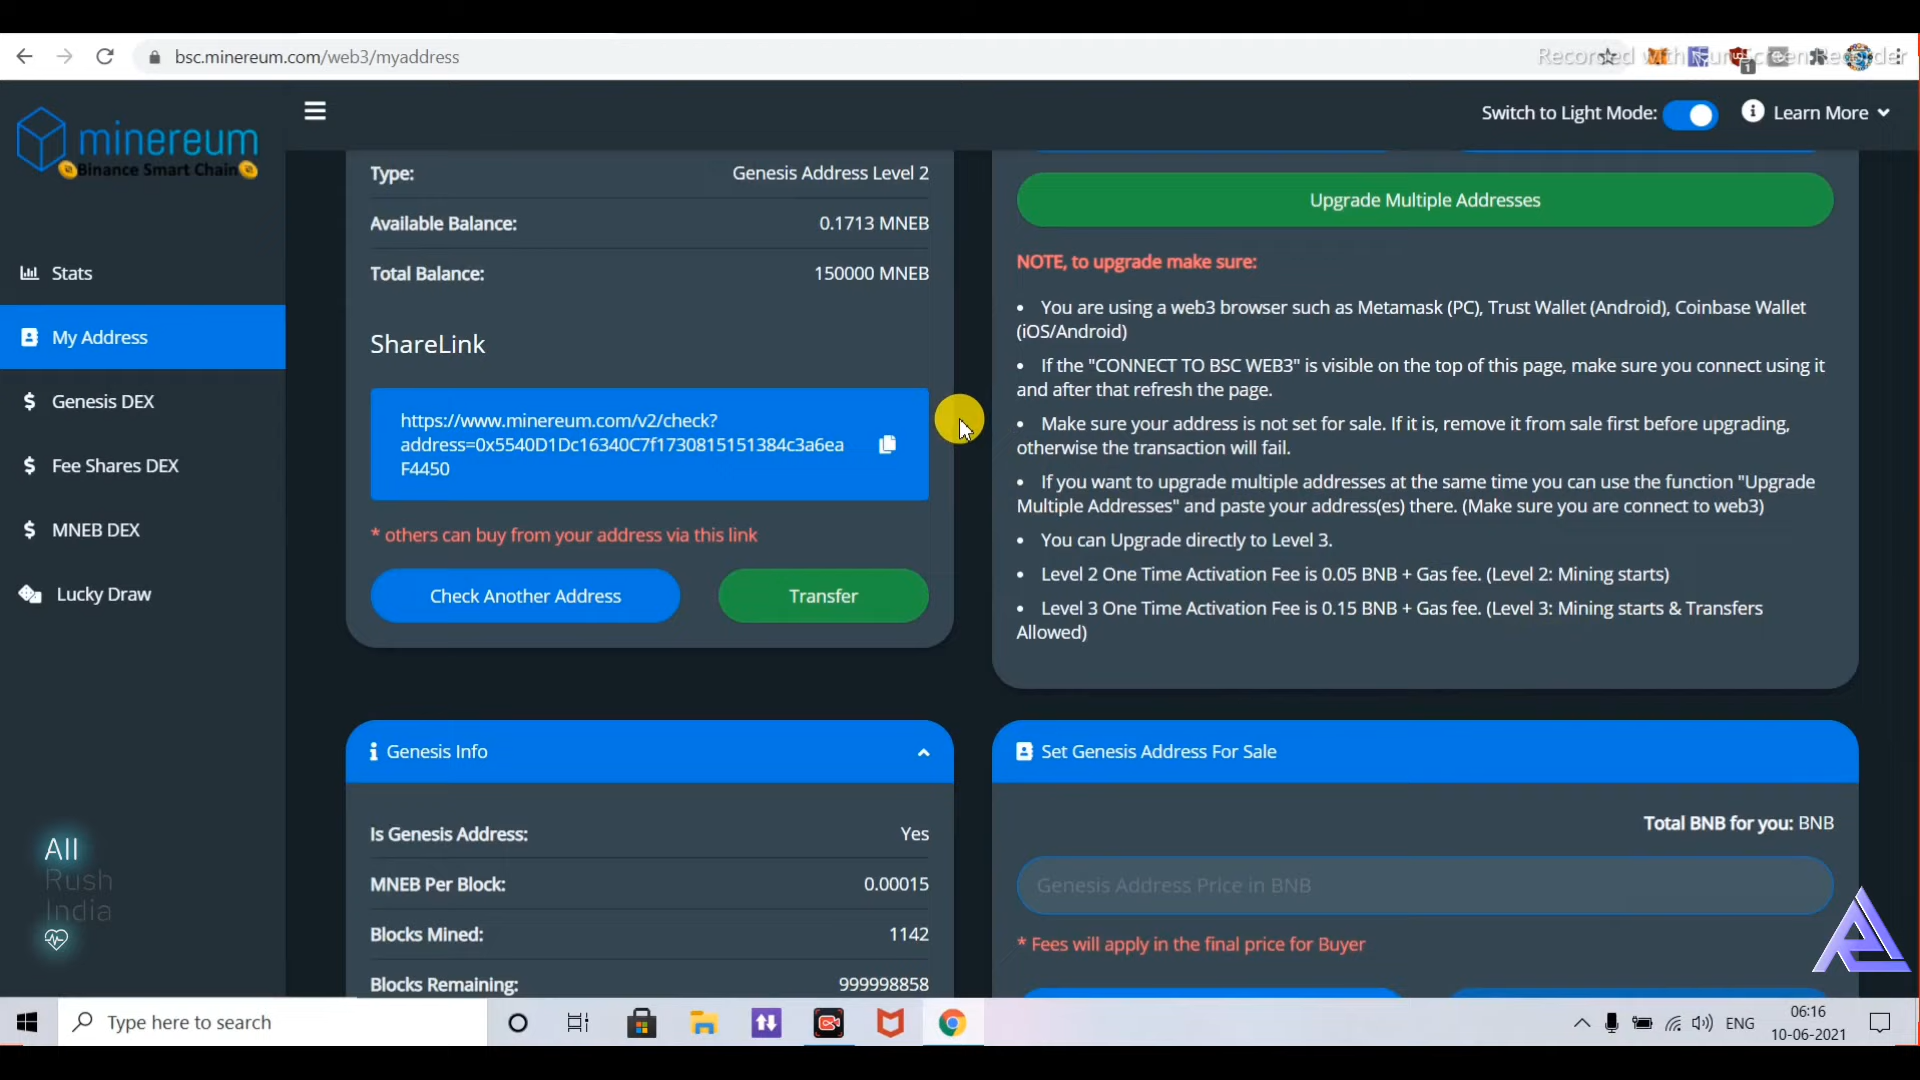 bsc.minereum.com/web3/myaddress
Recorded with
minereum
Binance Smart Chain
Switch to Light Mode:
Learn More
Stats
My Address
Genesis DEX
Fee Shares DEX
MNEB DEX
Lucky Draw
All
Rush
India
Type: Genesis Address Level 2
Available Balance: 0.1713 MNEB
Total Balance: 150000 MNEB
ShareLink
https://www.minereum.com/v2/check?
address=0x5540D1Dc16340C7f1730815151384c3a6ea
F4450
* others can buy from your address via this link
Check Another Address
Transfer
Upgrade Multiple Addresses
NOTE, to upgrade make sure:
• You are using a web3 browser such as Metamask (PC), Trust Wallet (Android), Coinbase Wallet
(iOS/Android)
• If the "CONNECT TO BSC WEB3" is visible on the top of this page, make sure you connect using it
and after that refresh the page.
• Make sure your address is not set for sale. If it is, remove it from sale first before upgrading,
otherwise the transaction will fail.
• If you want to upgrade multiple addresses at the same time you can use the function "Upgrade
Multiple Addresses" and paste your address(es) there. (Make sure you are connect to web3)
• You can Upgrade directly to Level 3.
• Level 2 One Time Activation Fee is 0.05 BNB + Gas fee. (Level 2: Mining starts)
• Level 3 One Time Activation Fee is 0.15 BNB + Gas fee. (Level 3: Mining starts & Transfers
Allowed)
Genesis Info
Is Genesis Address: Yes
MNEB Per Block: 0.00015
Blocks Mined: 1142
Blocks Remaining: 999998858
Set Genesis Address For Sale
Total BNB for you: BNB
Genesis Address Price in BNB
* Fees will apply in the final price for Buyer
Type here to search
ENG
06:16
10-06-2021